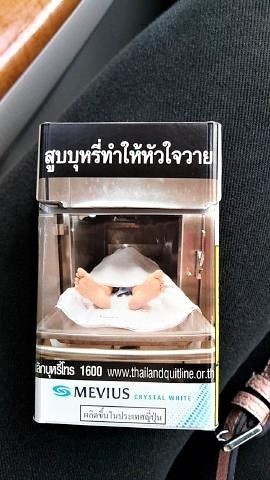 สูบบุหรี่ทำให้หัวใจวาย
ลิกบุหรี่โทร 1600 www.thailandquitline.or.th
MEVIUS CRYSTAL WHITE
ผลิตขึ้นในประเทศญี่ปุ่น